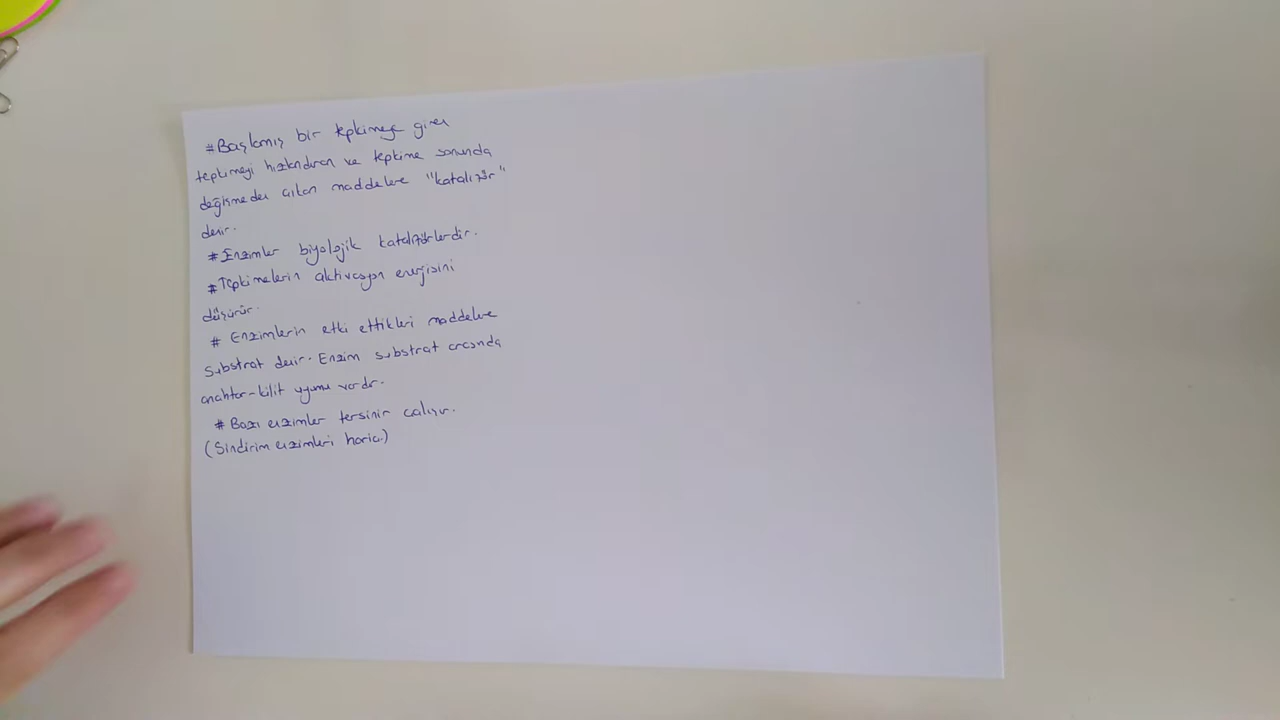 #Başlamış bir tepkimeye giren
tepkimeyi hızlandıran ve tepkime sonunda
değişmeden çıkan maddelere "katalizör"
denir.
#Enzimler biyolojik katalizörlerdir.
#Tepkimelerin aktivasyon enerjisini
düşürür.
# Enzimlerin etki ettikleri maddelere
substrat denir. Enzim substrat arasında
anahtar-kilit uyumu vardır.
# Bazı enzimler tersinir çalışır.
(Sindirim enzimleri hariç.)